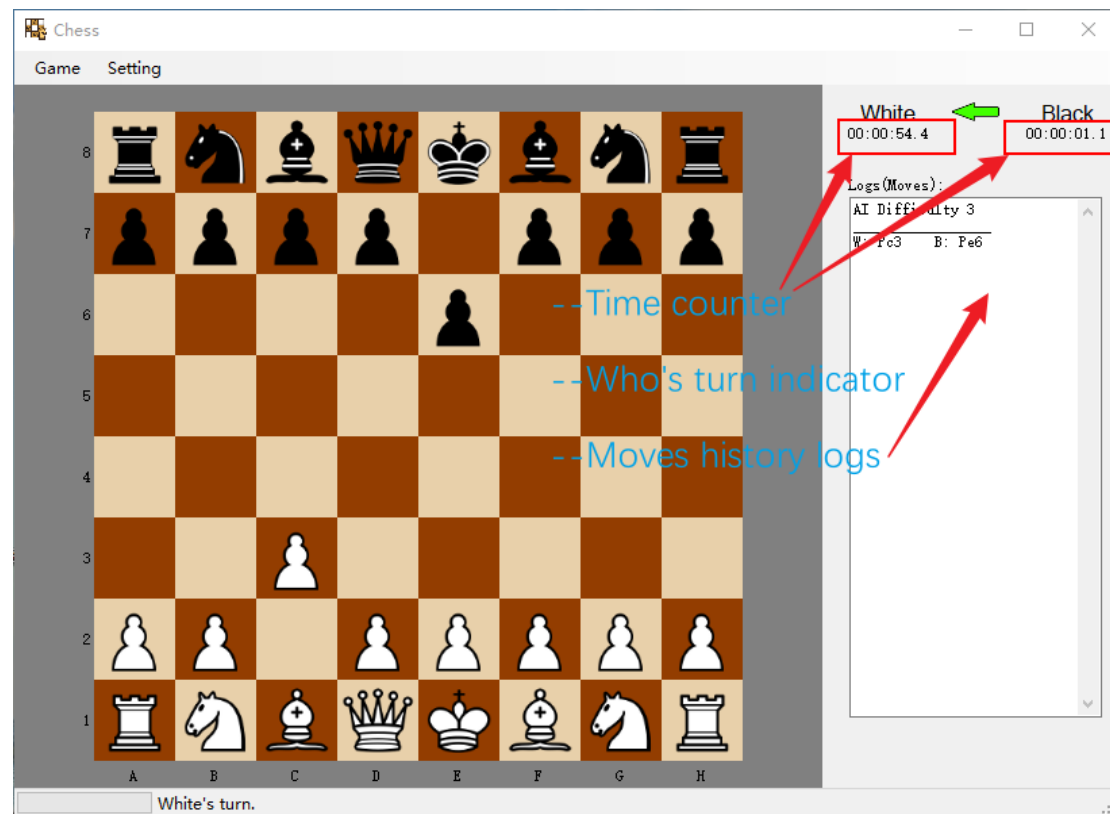 Chess
Game Setting
White Black
00:00:54.4 00:00:01.1
Logs(Moves):
AI Difficulty 3
W: Pc3 B: Pe6
8
7
6
5
4
3
2
1
--Time counter
--Who's turn indicator
--Moves history logs
A B C D E F G H
White's turn.